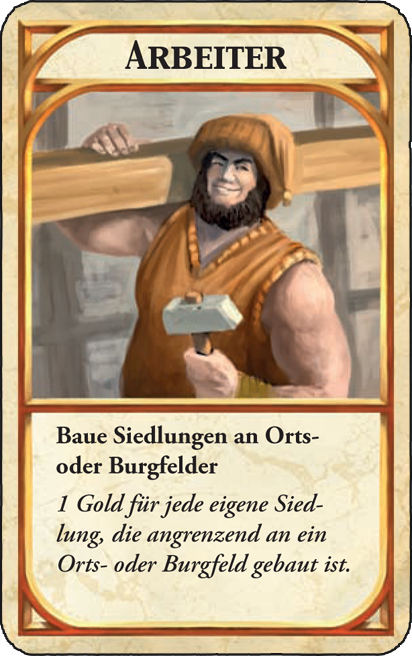 ARBEITER
Baue Siedlungen an Orts-
oder Burgfelder
1 Gold für jede eigene Sied-
lung, die angrenzend an ein
Orts- oder Burgfeld gebaut ist.